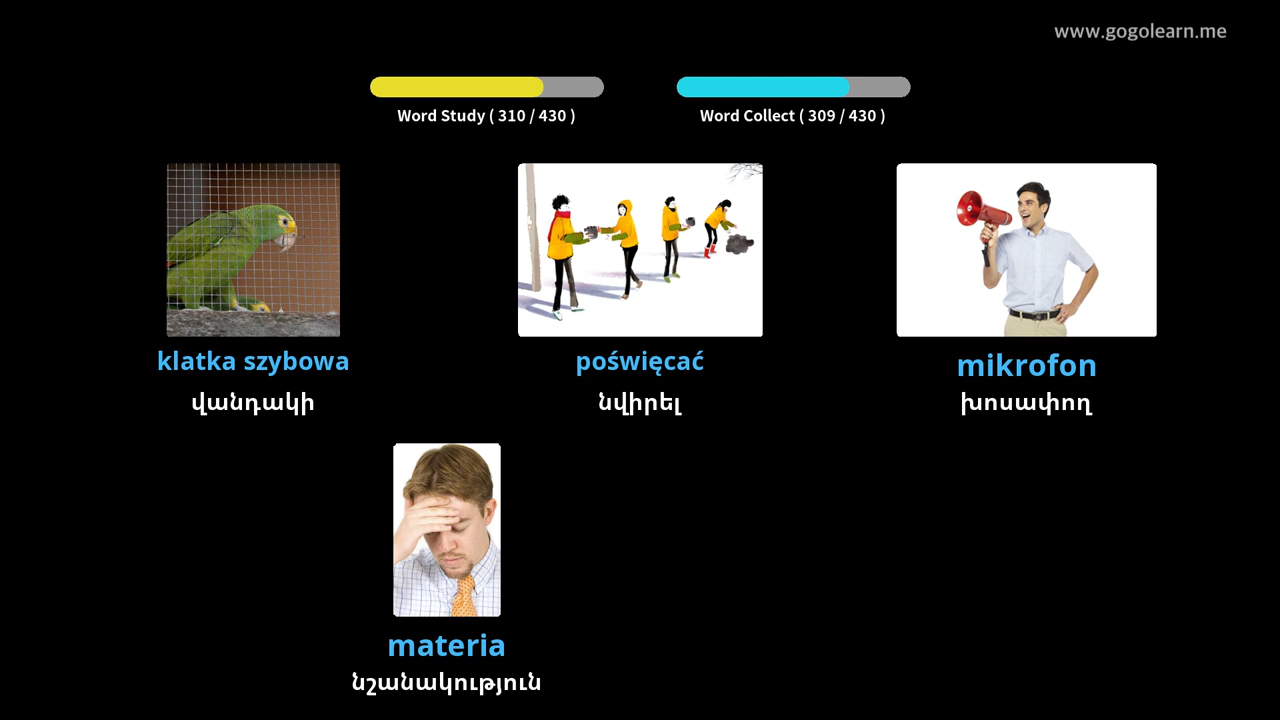 www.gogolearn.me
Word Study ( 310 / 430 )
Word Collect ( 309 / 430 )
klatka szybowa
վանդակի
poświęcać
նվիրել
mikrofon
խոսափող
materia
նշանակություն